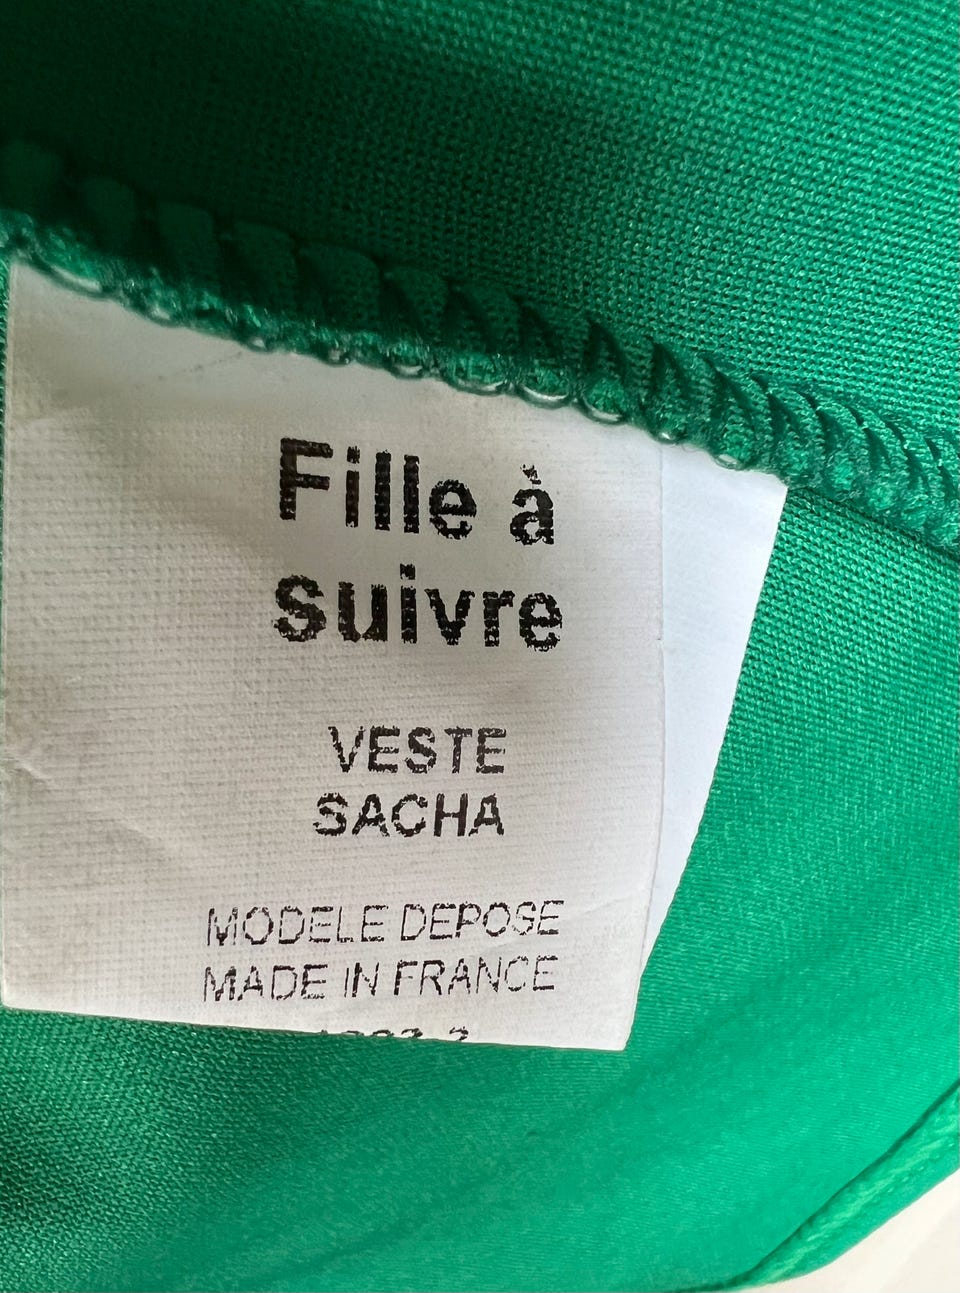 Fille à
suivre
VESTE
SACHA
MODELE DEPOSE
MADE IN FRANCE